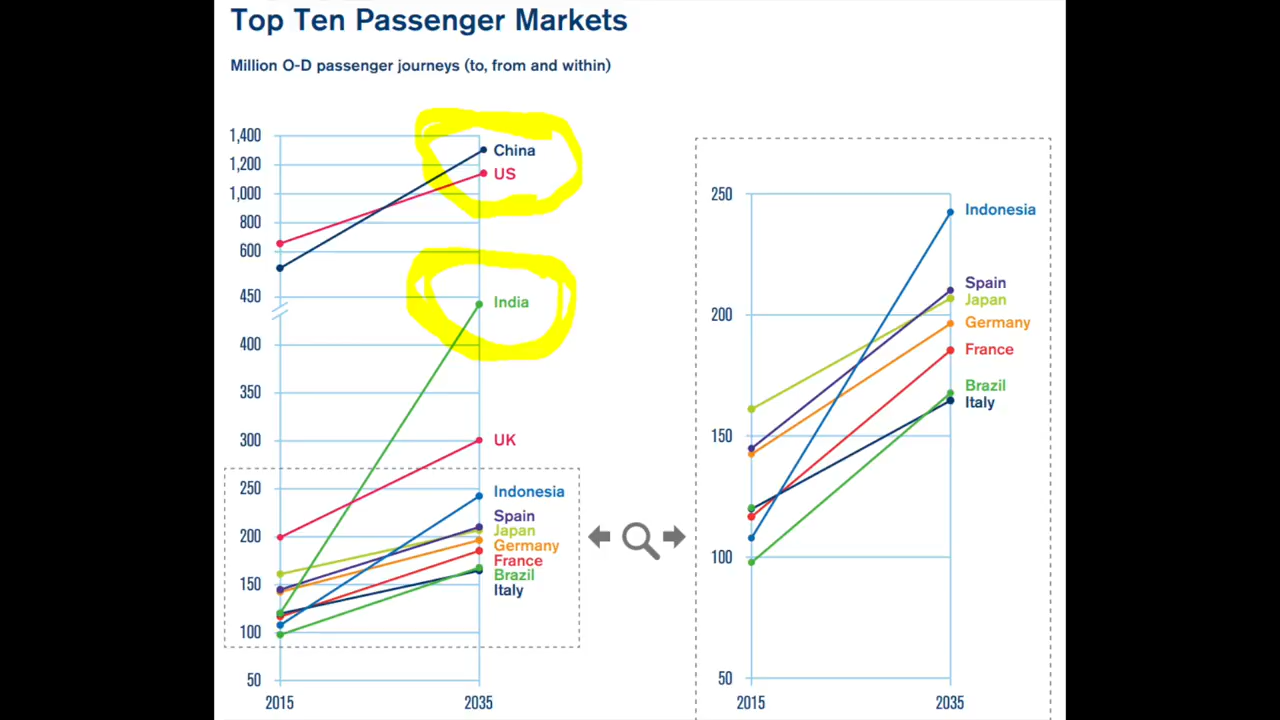 Top Ten Passenger Markets
Million O-D passenger journeys (to, from and within)
1,400
1,200
1,000
800
600
450
400
350
300
250
200
150
100
50
2015
2035
China
US
India
UK
Indonesia
Spain
Japan
Germany
France
Brazil
Italy
250
200
150
100
50
2015
2035
Indonesia
Spain
Japan
Germany
France
Brazil
Italy